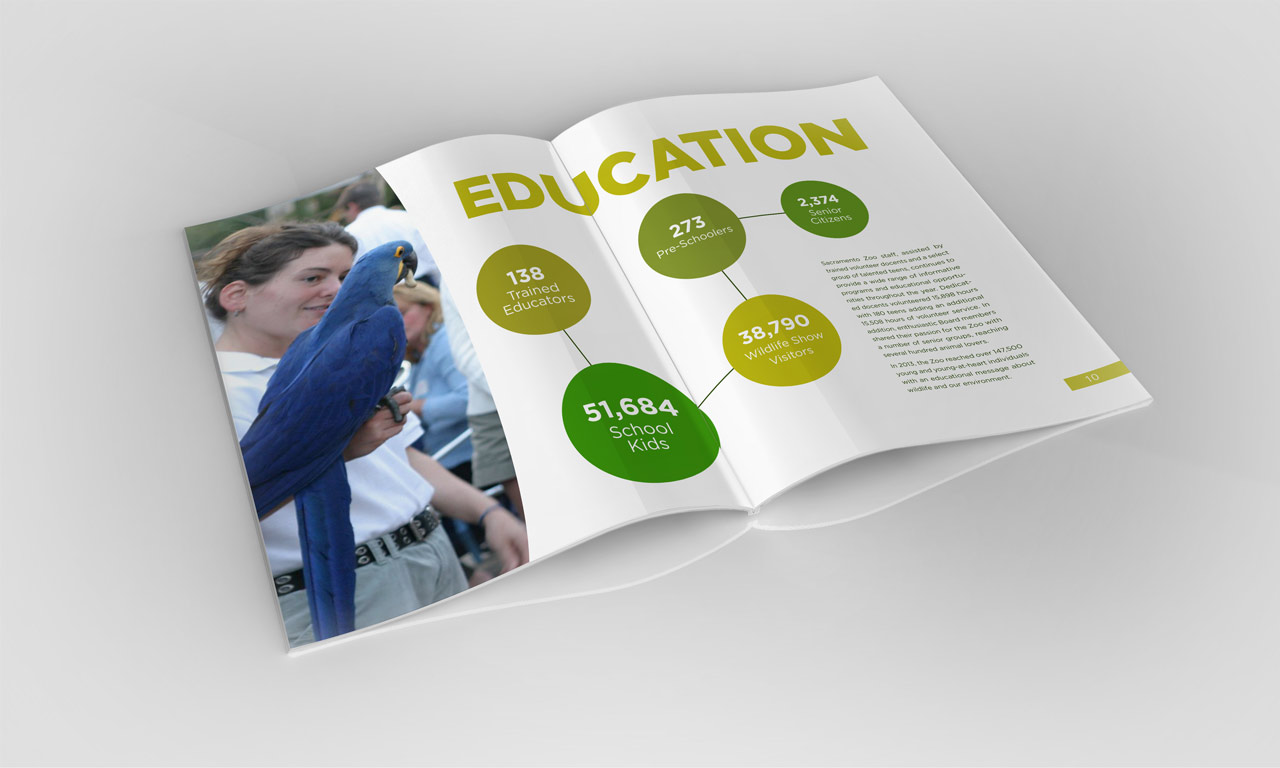 EDUCATION
138
Trained
Educators
51,684
School
Kids
273
Pre-Schoolers
2,374
Senior
Citizens
38,790
Wildlife Show
Visitors
Sacramento Zoo staff, assisted by
trained volunteer docents and a select
group of talented teens, continues to
provide a wide range of informative
programs and educational opportu-
nities throughout the year. Dedicat-
ed docents volunteered 15,898 hours
with 180 teens adding an additional
15,508 hours of volunteer service. In
addition, enthusiastic Board members
shared their passion for the Zoo with
a number of senior groups, reaching
several hundred animal lovers.
In 2013, the Zoo reached over 147,500
young and young-at-heart individuals
with an educational message about
wildlife and our environment.
10